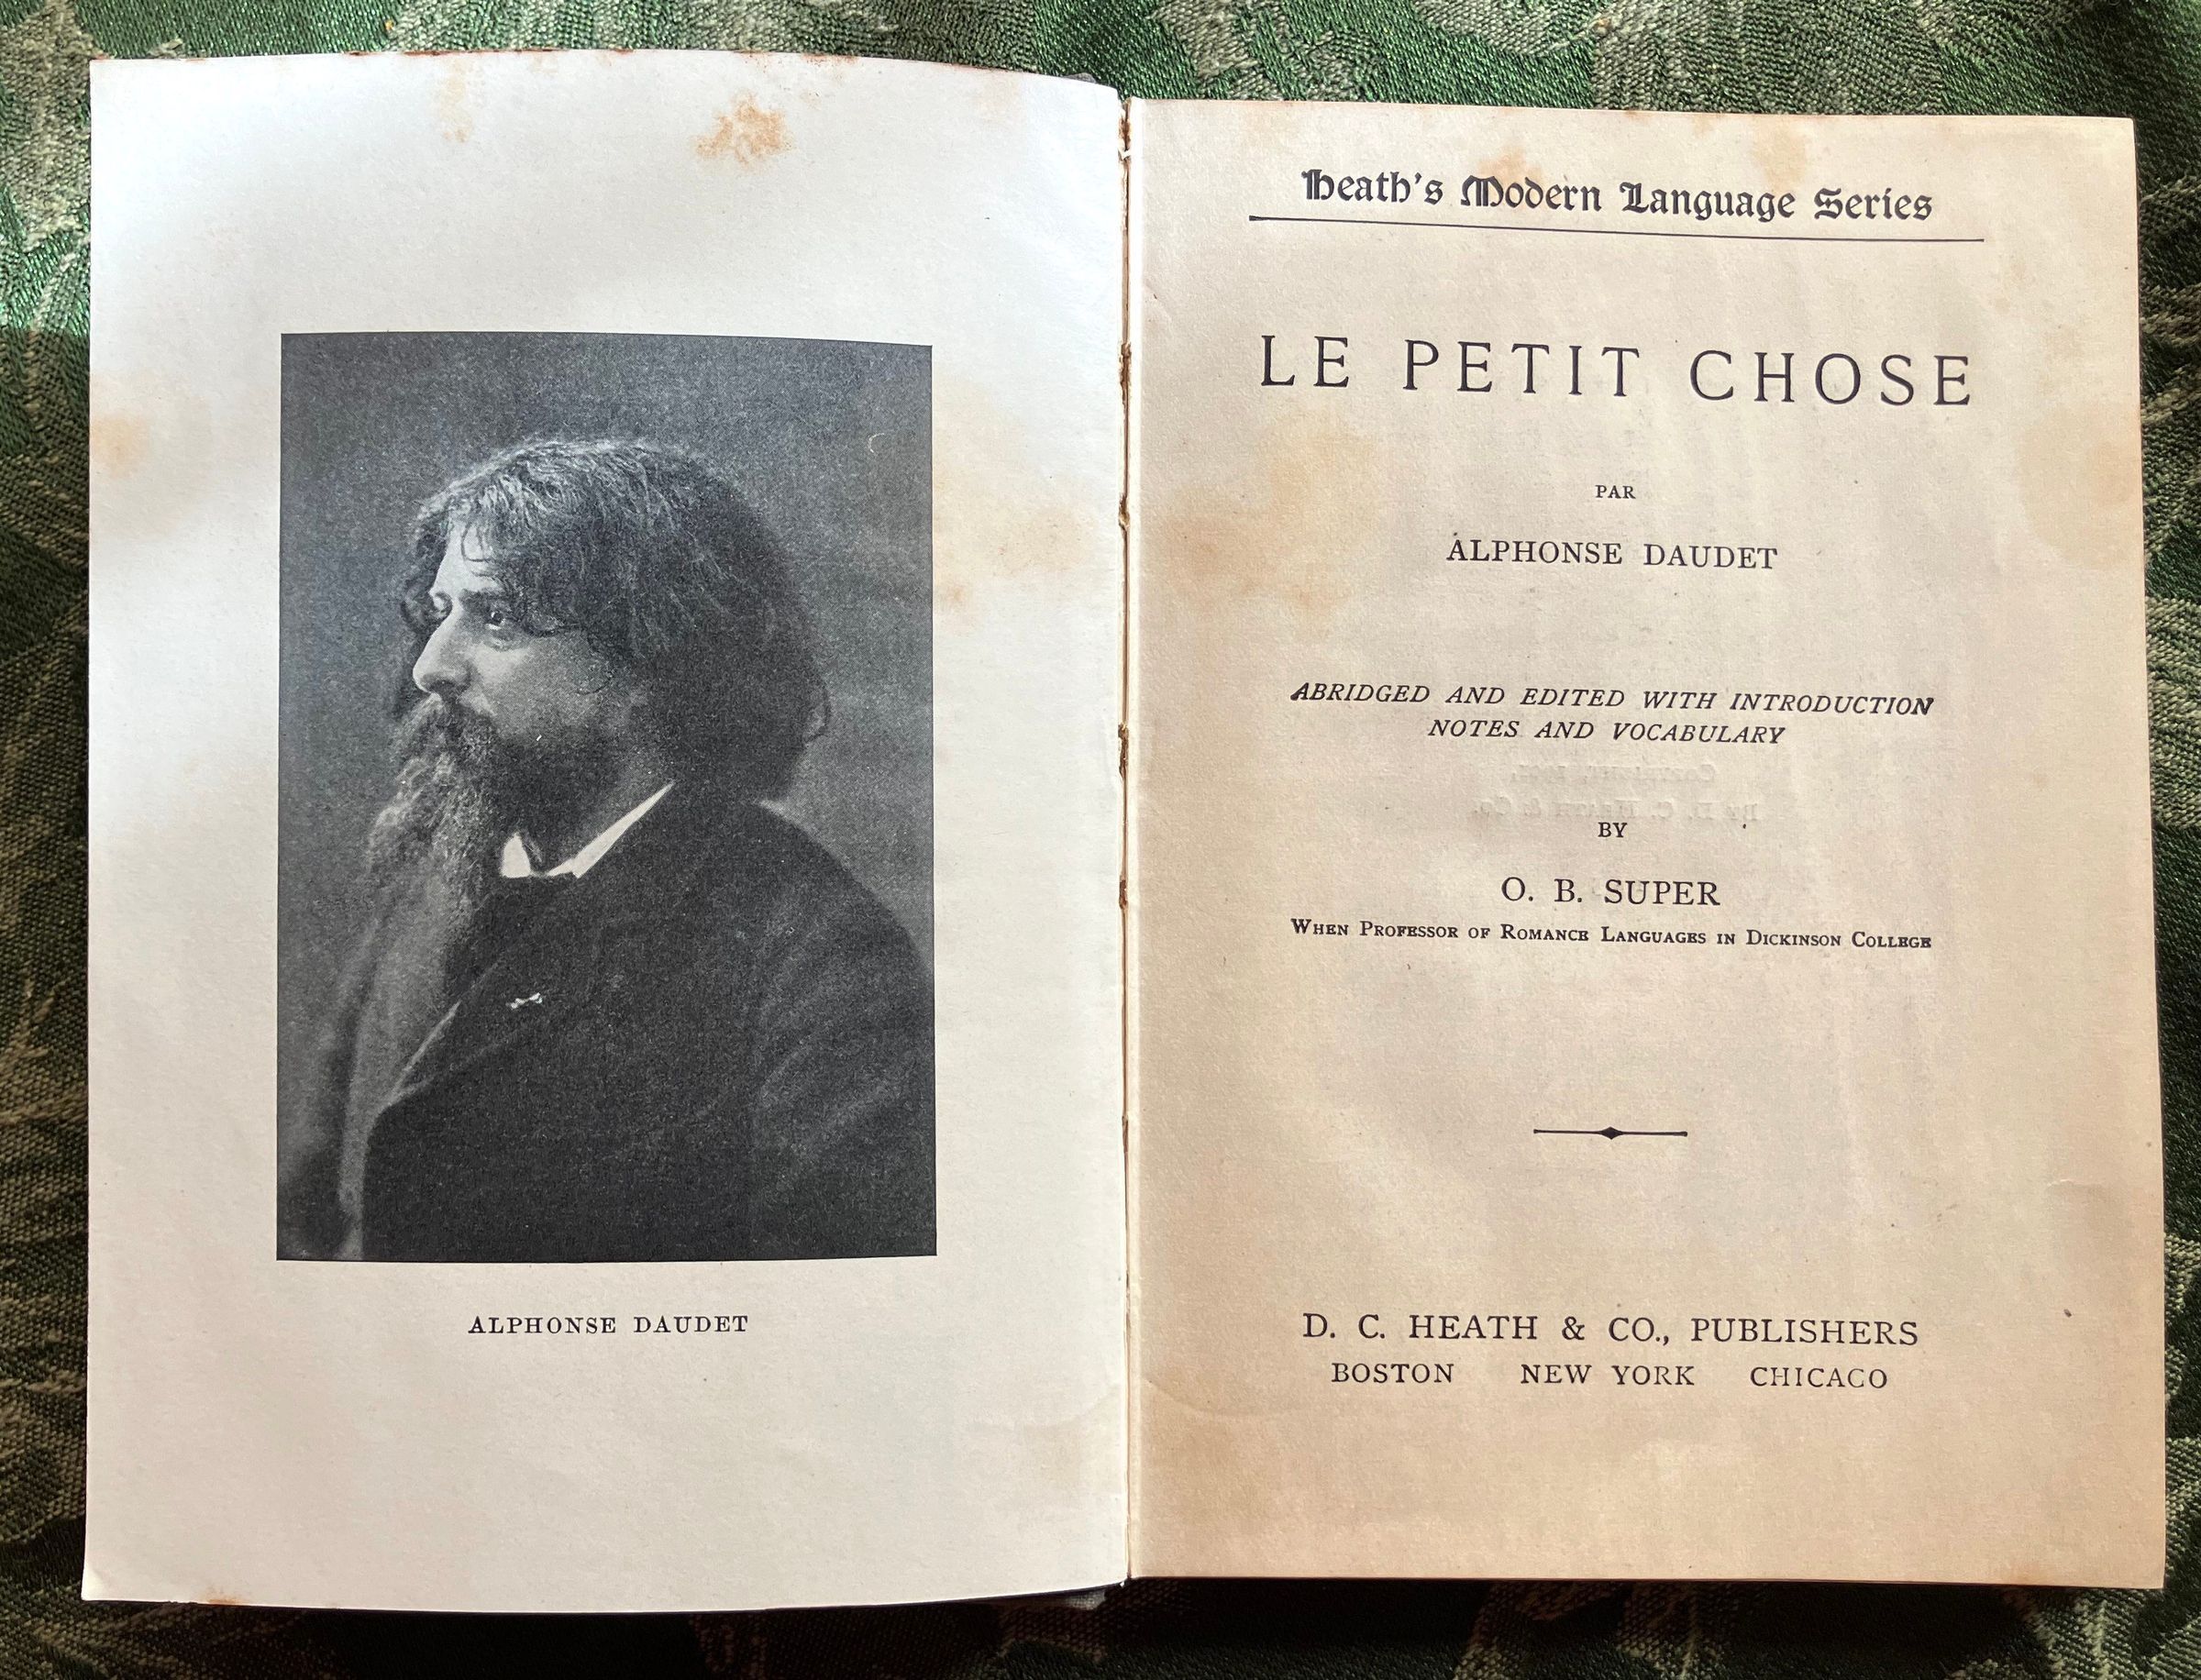 ALPHONSE DAUDET
Heath's Modern Language Series
LE PETIT CHOSE
PAR
ALPHONSE DAUDET
ABRIDGED AND EDITED WITH INTRODUCTION
NOTES AND VOCABULARY
BY
O. B. SUPER
WHEN PROFESSOR OF ROMANCE LANGUAGES IN DICKINSON COLLEGE
D. C. HEATH & CO., PUBLISHERS
BOSTON NEW YORK CHICAGO